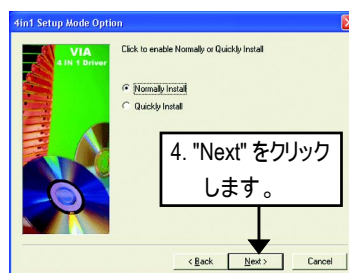 4in1 Setup Mode Option
VIA
4 IN 1 Driver
Click to enable Normally or Quickly Install
Normally Install
Quickly Install
4. "Next" をクリック
します。
< Back
Next >
Cancel